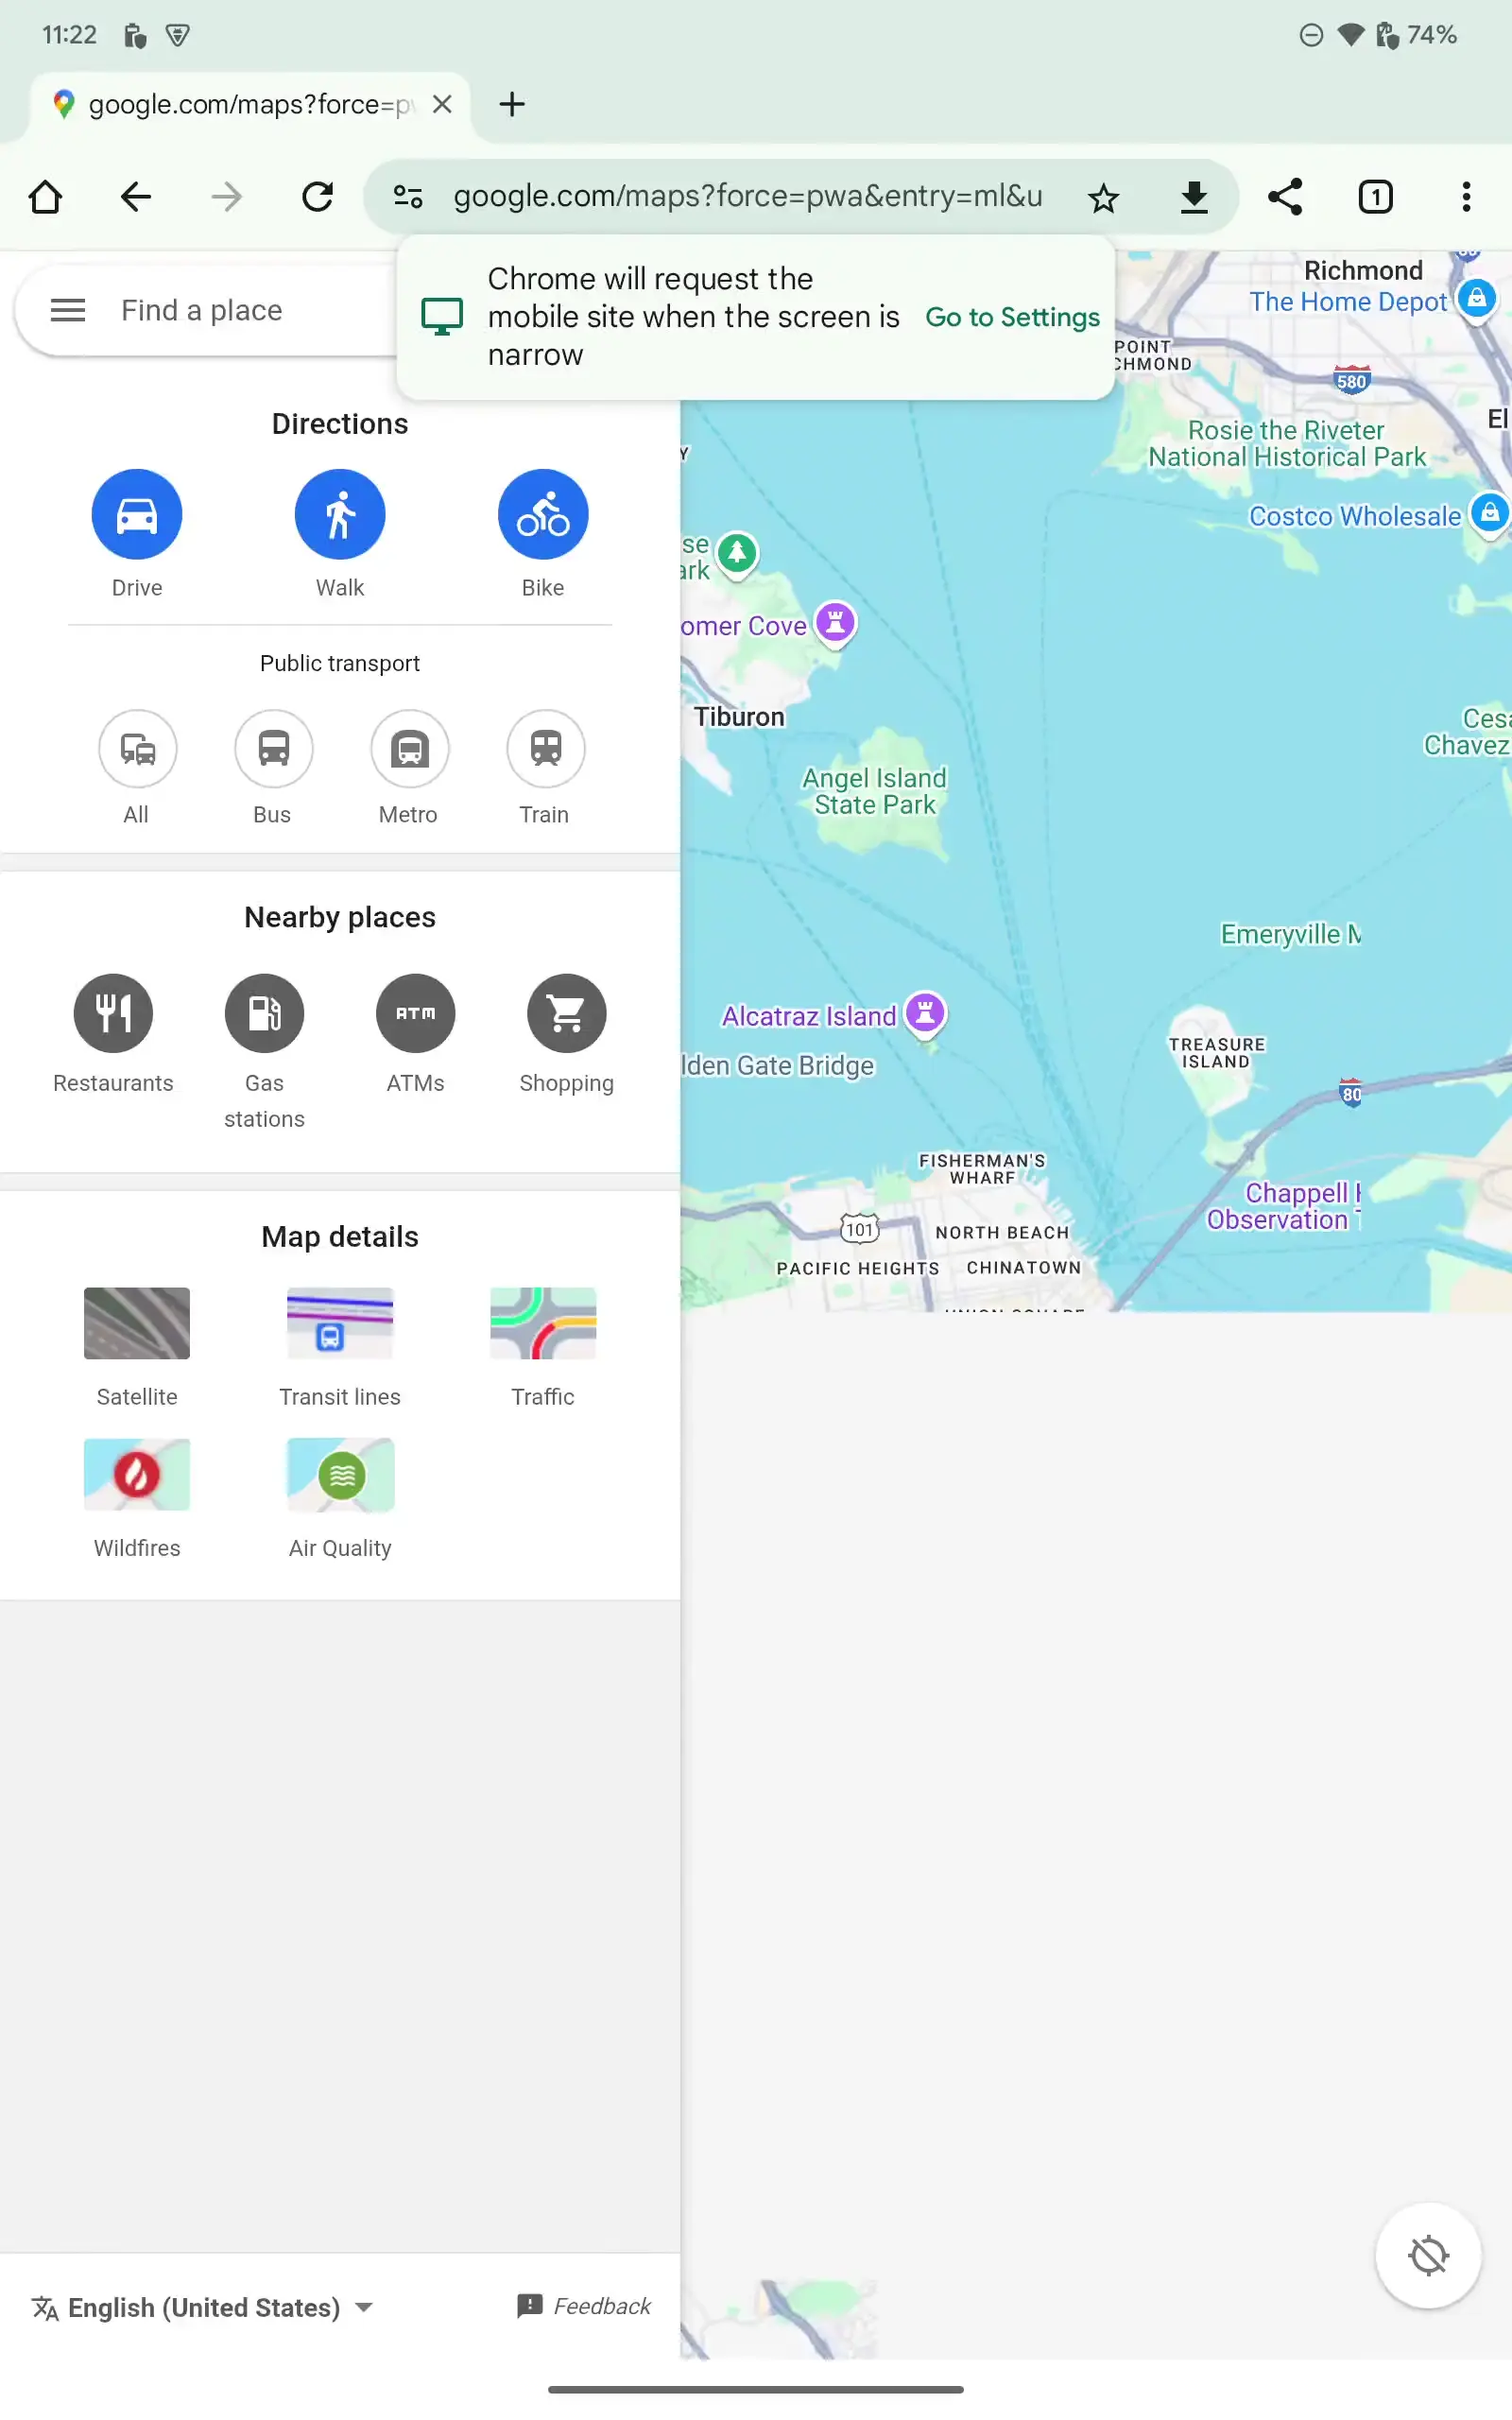 11:22
74%
google.com/maps?force=pw
google.com/maps?force=pwa&entry=ml&u
1
Chrome will request the
mobile site when the screen is
narrow
Go to Settings
Find a place
Directions
Drive
Walk
Bike
Public transport
All
Bus
Metro
Train
Nearby places
ATM
Restaurants
Gas
stations
ATMs
Shopping
Map details
Satellite
Transit lines
Traffic
Wildfires
Air Quality
English (United States)
Feedback
Richmond
The Home Depot
POINT
CHMOND
580
El
Rosie the Riveter
National Historical Park
Costco Wholesale
se
ark
omer Cove
Tiburon
Cesa
Chavez
Angel Island
State Park
Emeryville M
Alcatraz Island
lden Gate Bridge
TREASURE
ISLAND
80
FISHERMAN'S
WHARF
Chappell H
Observation T
101
NORTH BEACH
PACIFIC HEIGHTS
CHINATOWN
UNION SQUARE